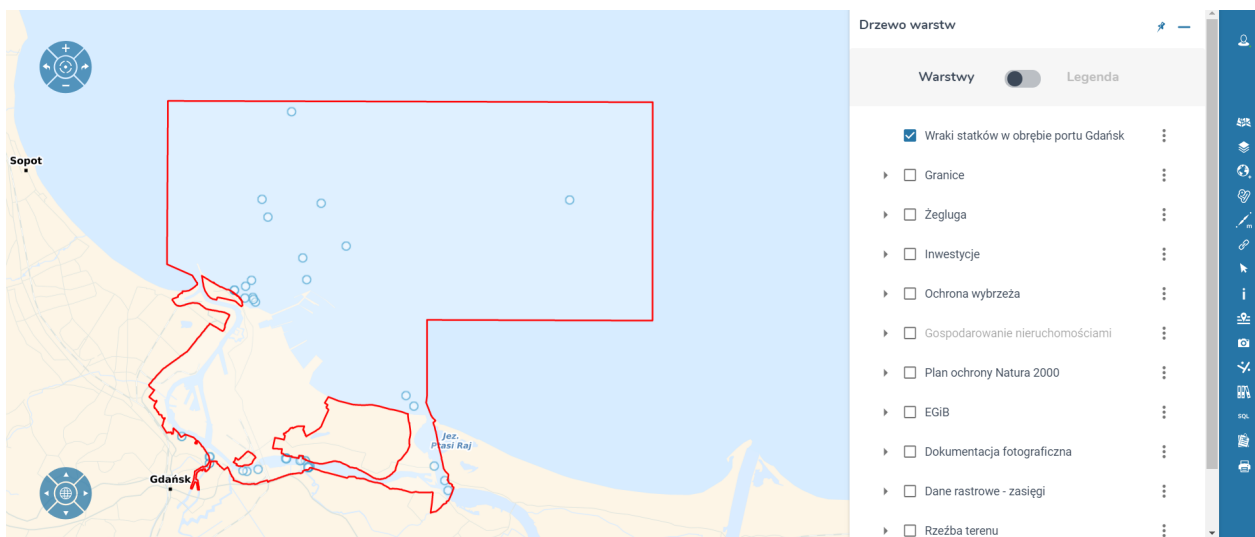 Drzewo warstw
Warstwy
Legenda
Wraki statków w obrębie portu Gdańsk
Granice
Żegluga
Inwestycje
Ochrona wybrzeża
Gospodarowanie nieruchomościami
Plan ochrony Natura 2000
EGiB
Dokumentacja fotograficzna
Dane rastrowe - zasięgi
Rzeźba terenu
Sopot
Jez.
Ptasi Raj
Gdańsk
m
SQL